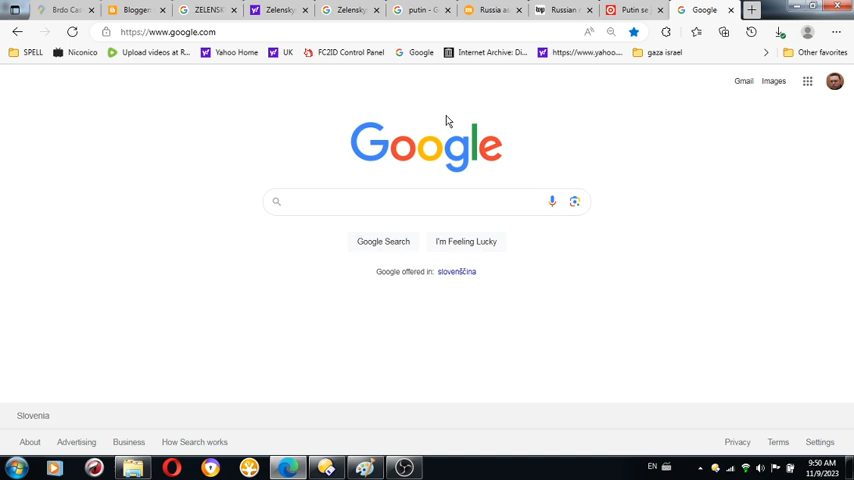 Brdo Cas
Blogger:
ZELENSK
Zelensky
Zelensky
putin - G
Russia as
Russian
Putin se j
Google
https://www.google.com
SPELL
Niconico
Upload videos at R...
Yahoo Home
UK
FC2ID Control Panel
Google
Internet Archive: Di...
https://www.yahoo....
gaza israel
Other favorites
Gmail
Images
Google
Google Search
I'm Feeling Lucky
Google offered in: slovenščina
Slovenia
About
Advertising
Business
How Search works
Privacy
Terms
Settings
EN
9:50 AM
11/9/2023